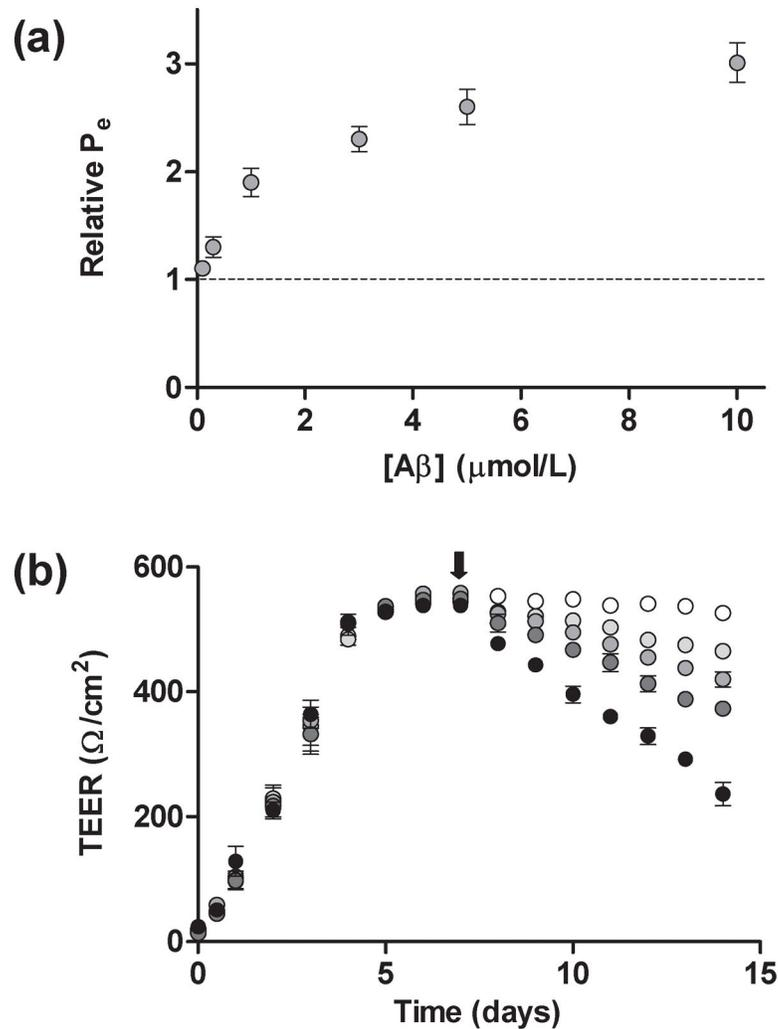 (a)
Relative Pe
3
2
1
0
0 2 4 6 8 10
[Aβ] (μmol/L)
(b)
TEER (Ω/cm2)
600
400
200
0
0 5 10 15
Time (days)